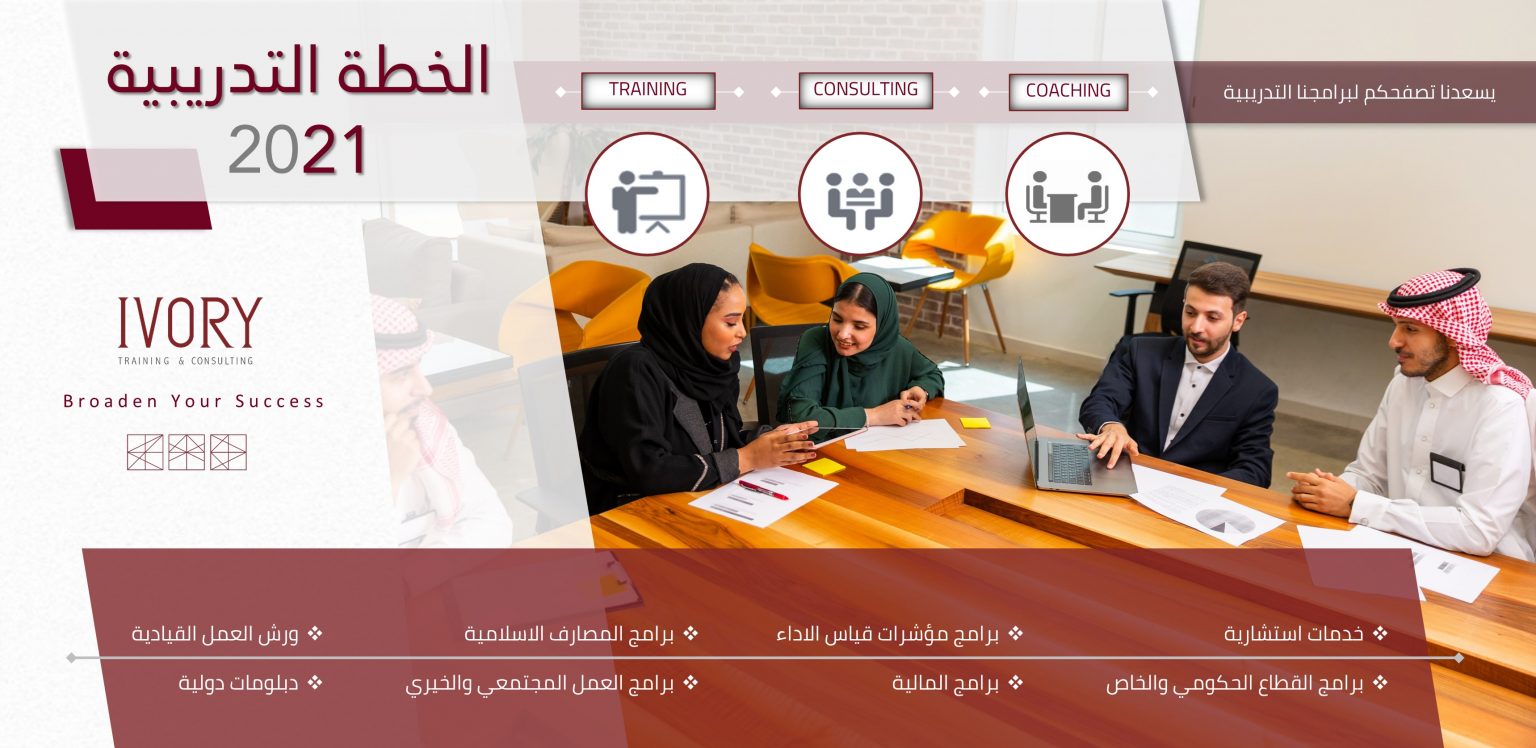 الخطة التدريبية
2021
TRAINING
CONSULTING
COACHING
يسعدنا تصفحكم لبرامجنا التدريبية
IVORY
TRAINING & CONSULTING
Broaden Your Success
❖ خدمات استشارية
❖ برامج مؤشرات قياس الاداء
❖ برامج المصارف الاسلامية
❖ ورش العمل القيادية
❖ برامج القطاع الحكومي والخاص
❖ برامج المالية
❖ برامج العمل المجتمعي والخيري
❖ دبلومات دولية